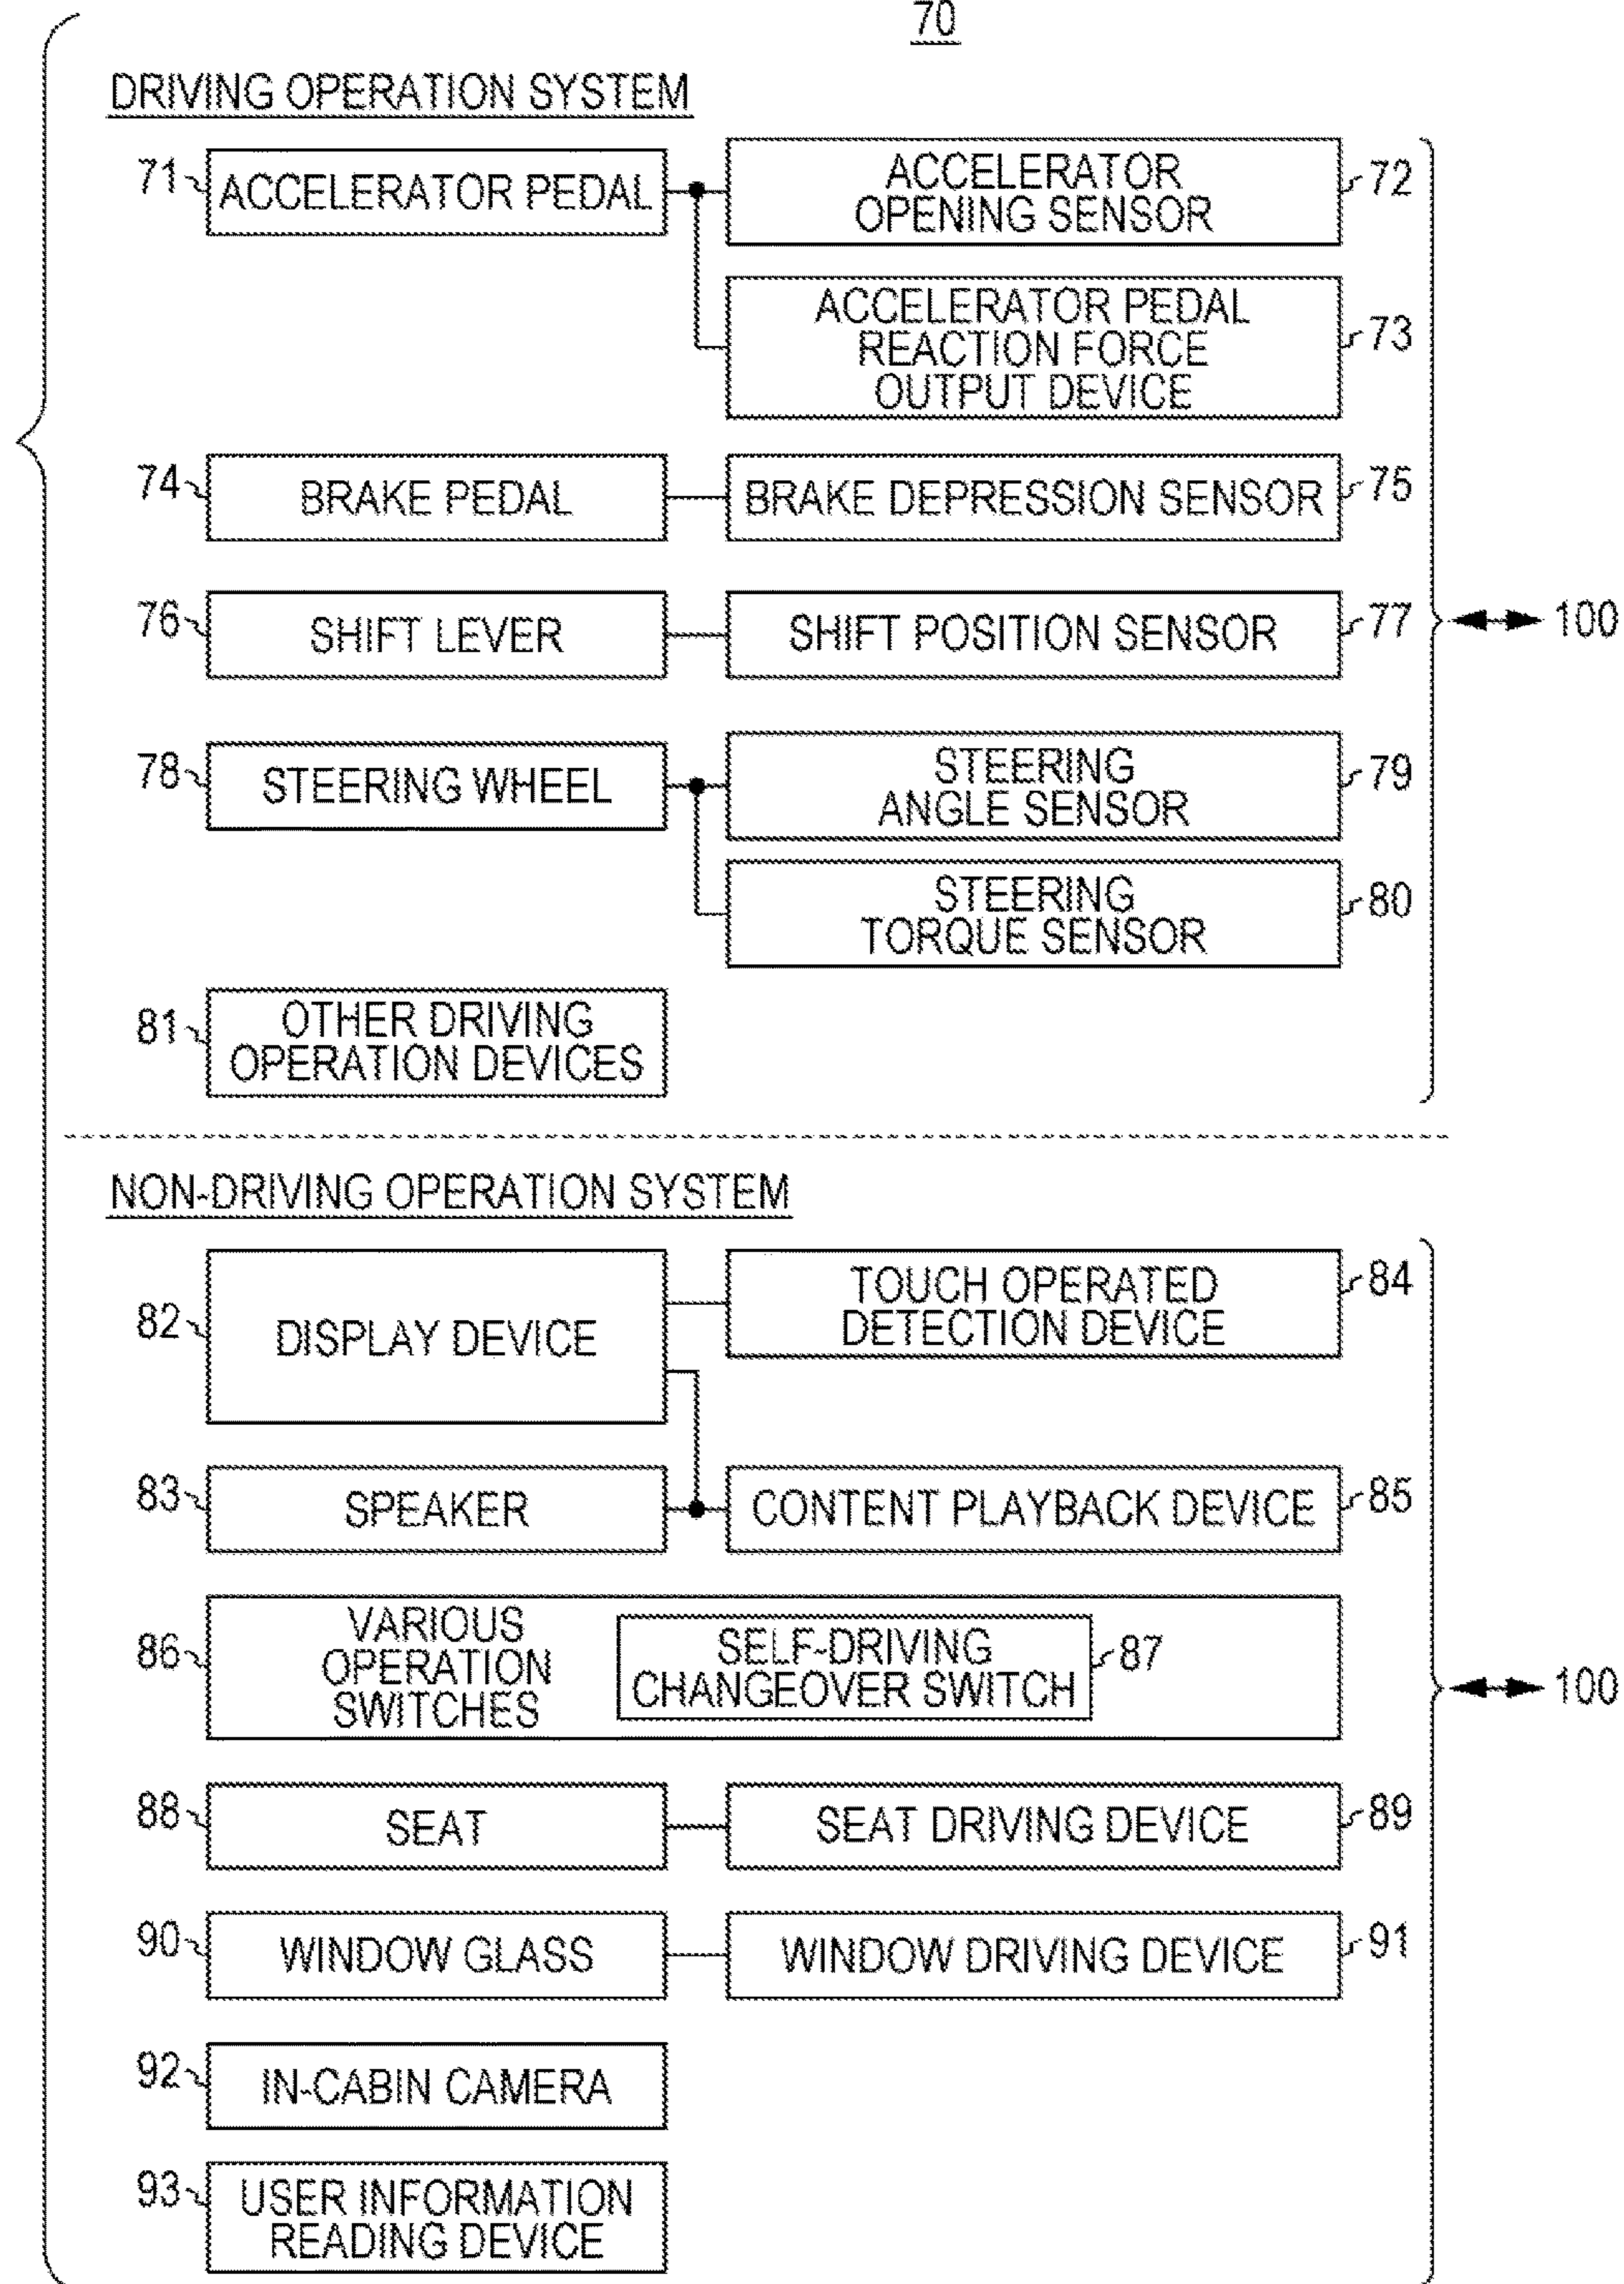 70
DRIVING OPERATION SYSTEM
71
ACCELERATOR PEDAL
ACCELERATOR
OPENING SENSOR
72
ACCELERATOR PEDAL
REACTION FORCE
OUTPUT DEVICE
73
74
BRAKE PEDAL
BRAKE DEPRESSION SENSOR
75
76
SHIFT LEVER
SHIFT POSITION SENSOR
77
100
78
STEERING WHEEL
STEERING
ANGLE SENSOR
79
STEERING
TORQUE SENSOR
80
81
OTHER DRIVING
OPERATION DEVICES
NON-DRIVING OPERATION SYSTEM
82
DISPLAY DEVICE
TOUCH OPERATED
DETECTION DEVICE
84
83
SPEAKER
CONTENT PLAYBACK DEVICE
85
86
VARIOUS
OPERATION
SWITCHES
SELF-DRIVING
CHANGEOVER SWITCH
87
100
88
SEAT
SEAT DRIVING DEVICE
89
90
WINDOW GLASS
WINDOW DRIVING DEVICE
91
92
IN-CABIN CAMERA
93
USER INFORMATION
READING DEVICE